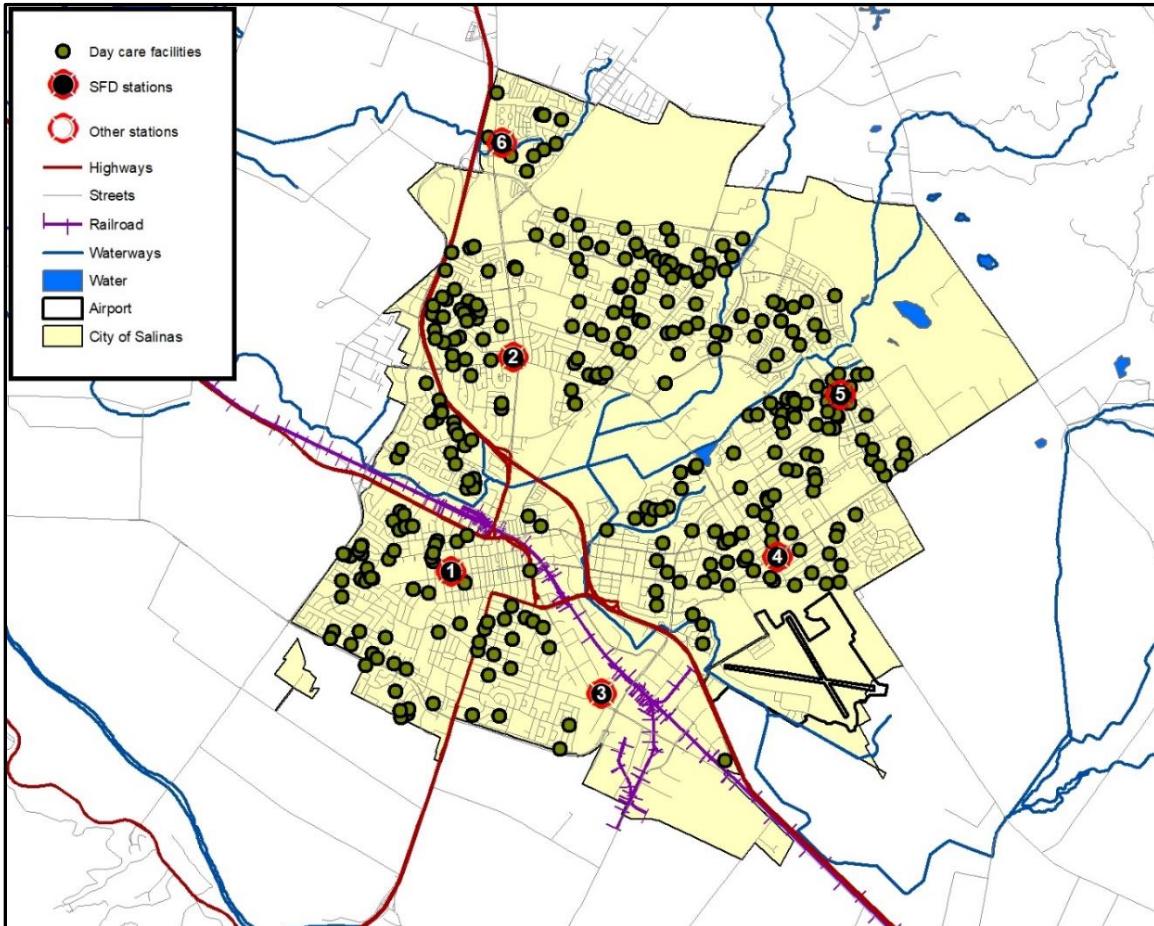 Day care facilities
SFD stations
Other stations
Highways
Streets
Railroad
Waterways
Water
Airport
City of Salinas
6
2
5
4
1
3